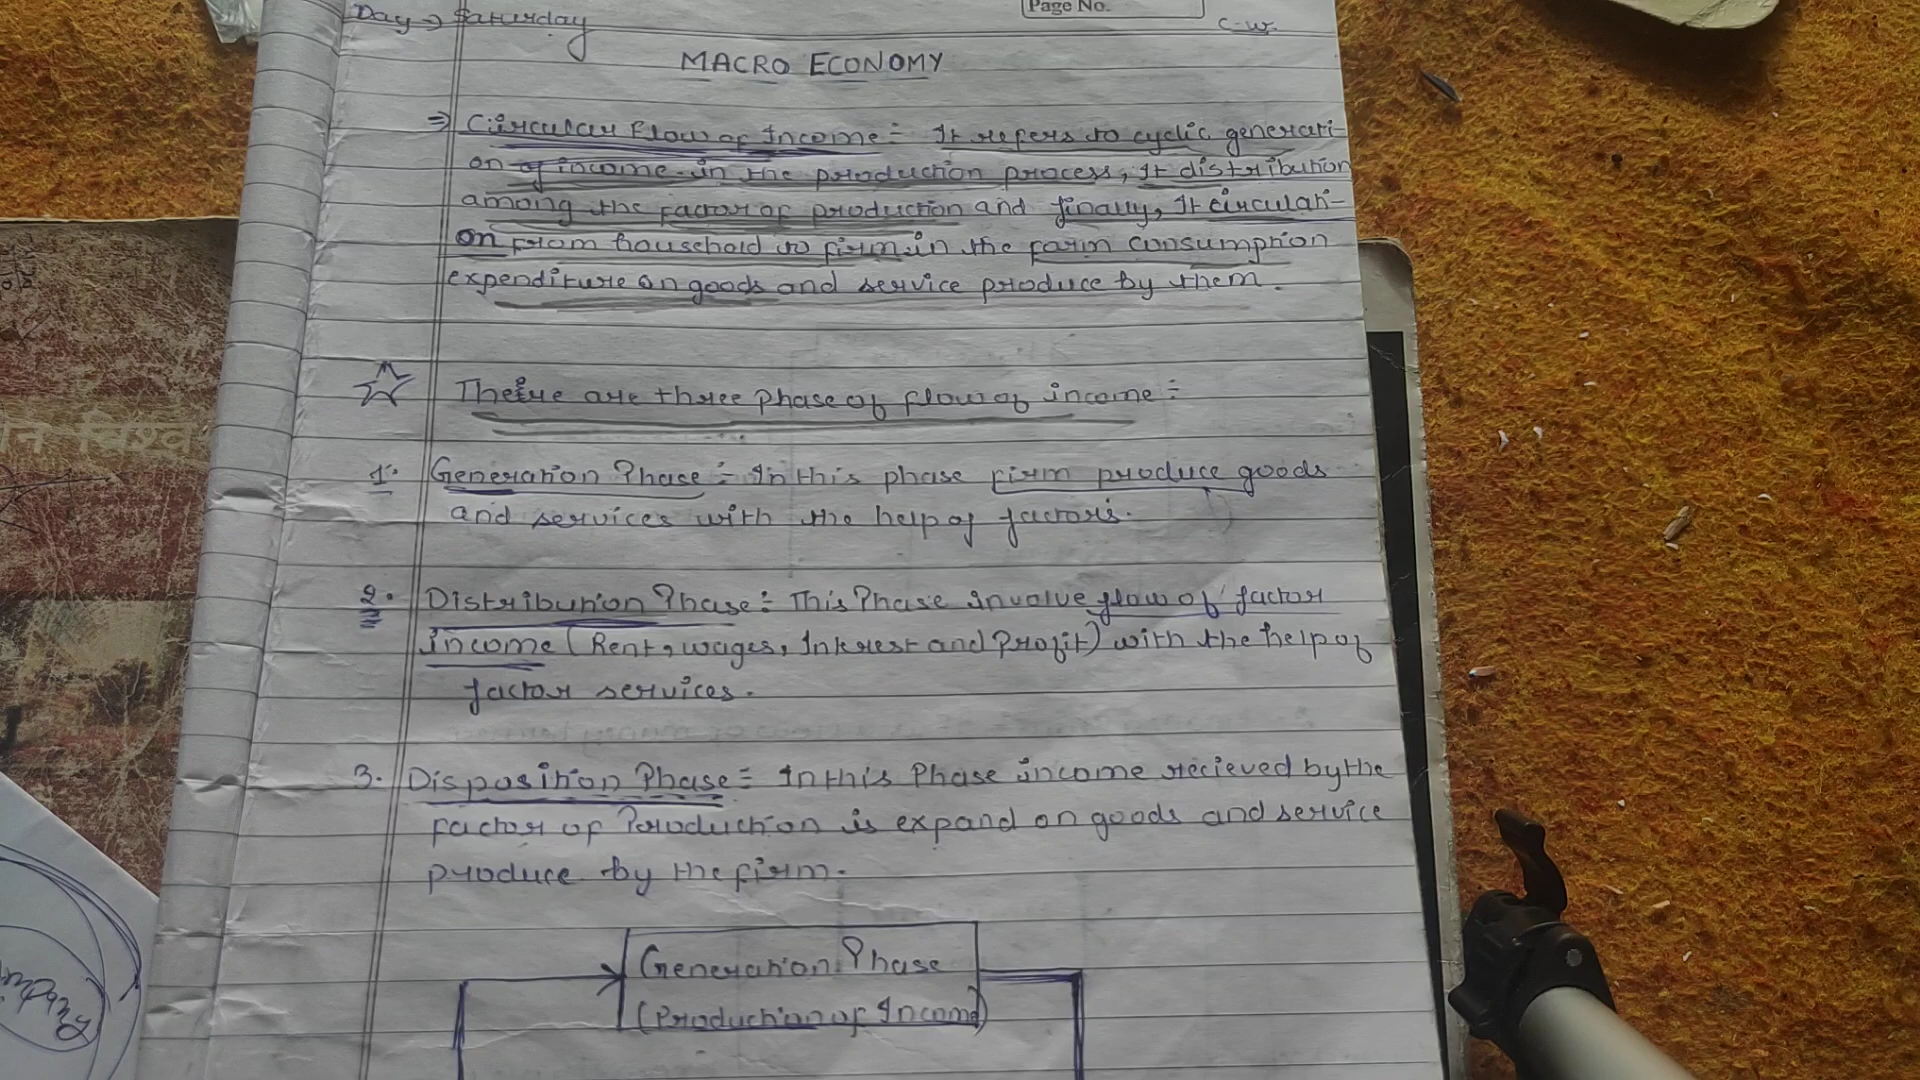 Day → Saturday
Page No.
C-W.
MACRO ECONOMY
⇒ Circular Flow of Income :- It refers to cyclic generati-
on of income in the production process, It distribution
among the factor of production and finally, It circulati-
on from household to firm in the form consumption
expenditure on goods and service produce by them.
☆ There are three phase of flow of income :-
1. Generation Phase :- In this phase firm produce goods
and services with the help of factors.
2. Distribution Phase :- This Phase involve flow of factor
income (Rent, wages, Interest and Profit) with the help of
factor services.
3. Disposition Phase :- In this Phase income recieved by the
factor of Production is expand on goods and service
produce by the firm.
Generation Phase
(Production of Income)
विश्व